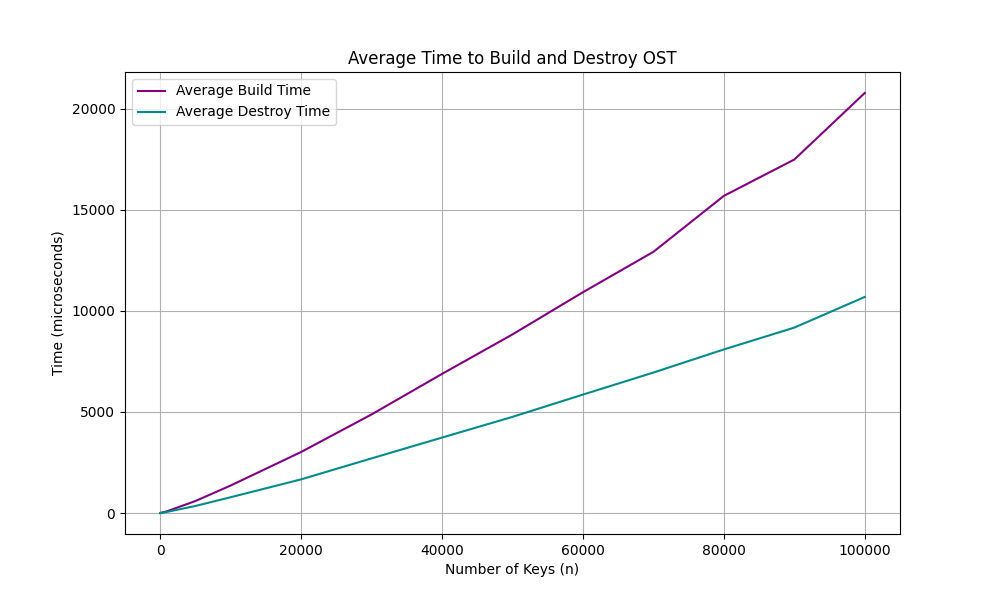 Average Time to Build and Destroy OST
Average Build Time
Average Destroy Time
Time (microseconds)
20000
15000
10000
5000
0
0 20000 40000 60000 80000 100000
Number of Keys (n)